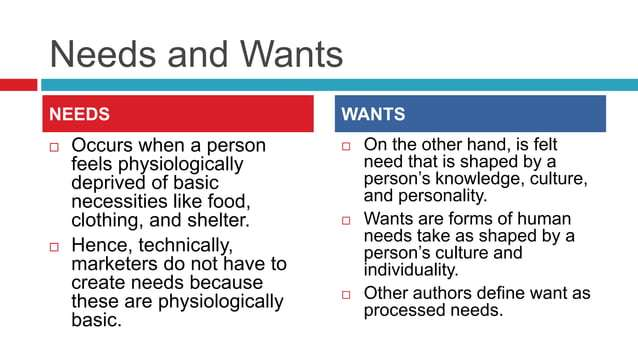 Needs and Wants
NEEDS
Occurs when a person
feels physiologically
deprived of basic
necessities like food,
clothing, and shelter.
Hence, technically,
marketers do not have to
create needs because
these are physiologically
basic.
WANTS
On the other hand, is felt
need that is shaped by a
person’s knowledge, culture,
and personality.
Wants are forms of human
needs take as shaped by a
person’s culture and
individuality.
Other authors define want as
processed needs.